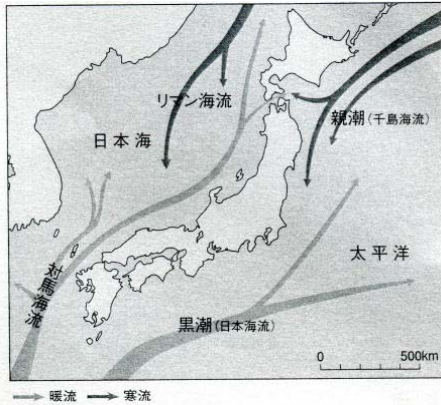 リマン海流
日本海
親潮(千島海流)
太平洋
対馬海流
黒潮(日本海流)
0 500km
暖流 寒流